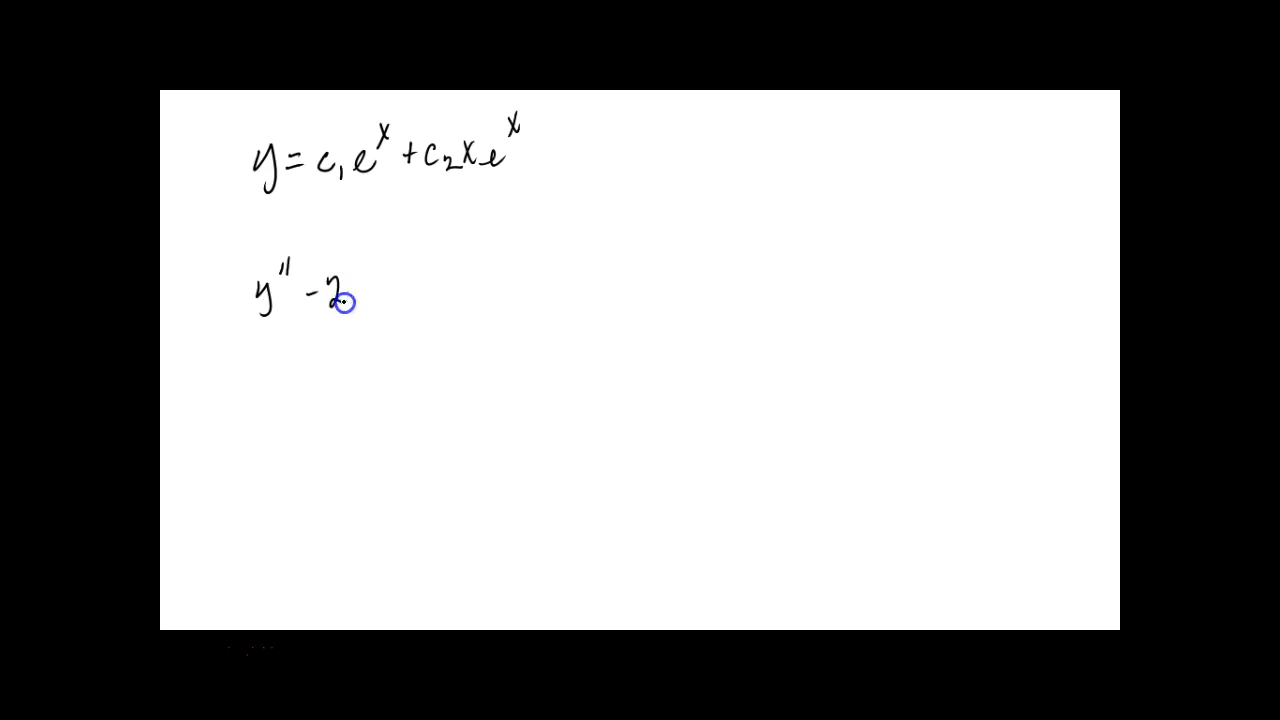 y = c₁eˣ + c₂xeˣ
y'' - 2